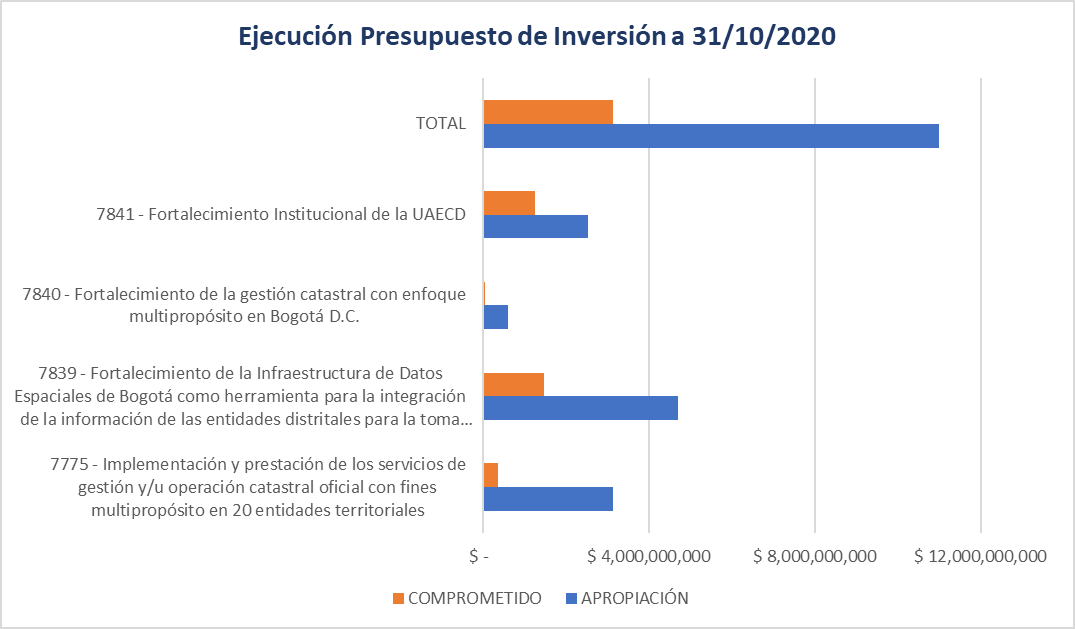 Ejecución Presupuesto de Inversión a 31/10/2020
TOTAL
7841 - Fortalecimiento Institucional de la UAECD
7840 - Fortalecimiento de la gestión catastral con enfoque
multipropósito en Bogotá D.C.
7839 - Fortalecimiento de la Infraestructura de Datos
Espaciales de Bogotá como herramienta para la integración
de la información de las entidades distritales para la toma...
7775 - Implementación y prestación de los servicios de
gestión y/u operación catastral oficial con fines
multipropósito en 20 entidades territoriales
$ - $ 4,000,000,000 $ 8,000,000,000 $ 12,000,000,000
COMPROMETIDO APROPIACIÓN